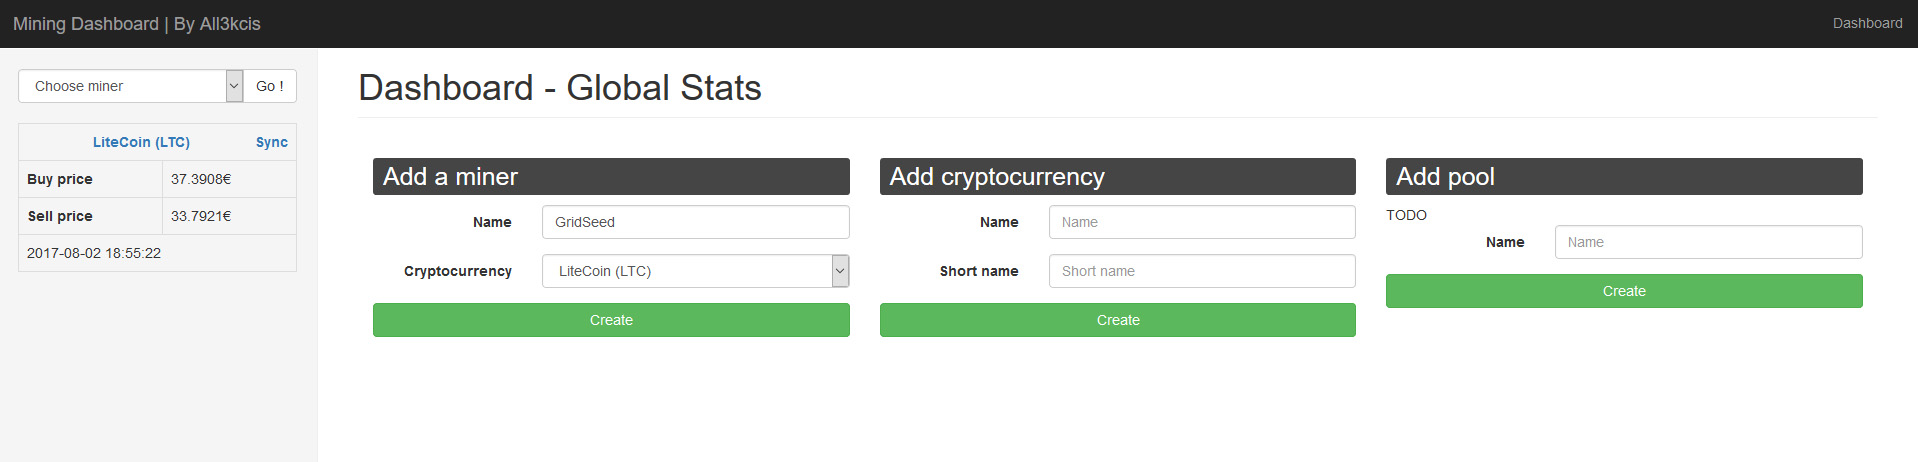 Mining Dashboard | By All3kcis
Dashboard
Choose miner
Go !
LiteCoin (LTC) Sync
Buy price 37.3908€
Sell price 33.7921€
2017-08-02 18:55:22
Dashboard - Global Stats
Add a miner
Name GridSeed
Cryptocurrency LiteCoin (LTC)
Create
Add cryptocurrency
Name Name
Short name Short name
Create
Add pool
TODO
Name Name
Create